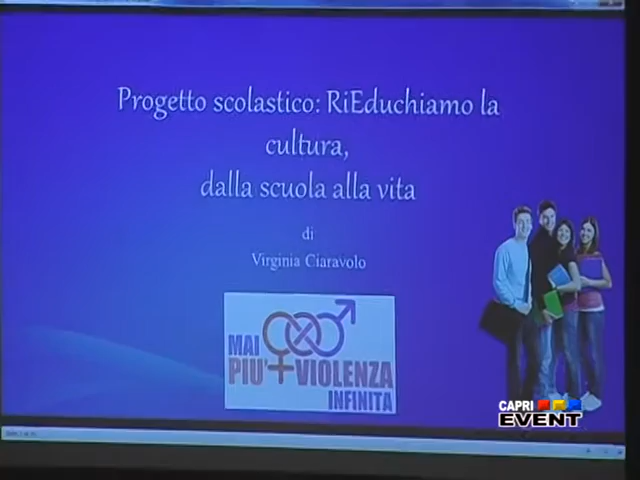 Progetto scolastico: RiEduchiamo la
cultura,
dalla scuola alla vita
di
Virginia Ciaravolo
MAI
PIU' VIOLENZA
INFINITA
CAPRI
EVENT